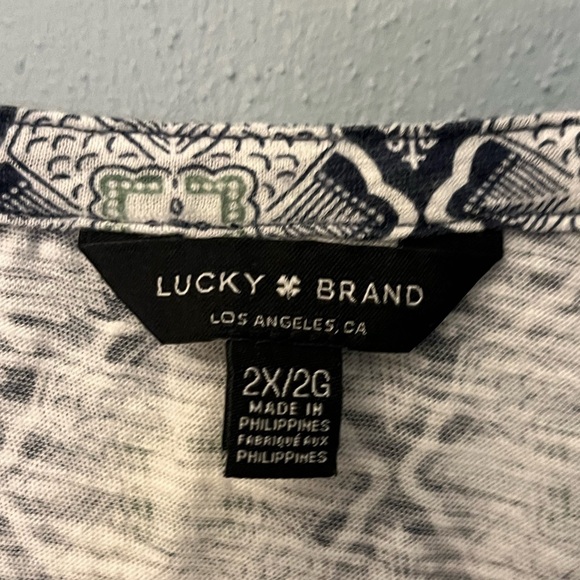 LUCKY BRAND
LOS ANGELES, CA
2X/2G
MADE IN
PHILIPPINES
FABRIQUÉ AUX
PHILIPPINES